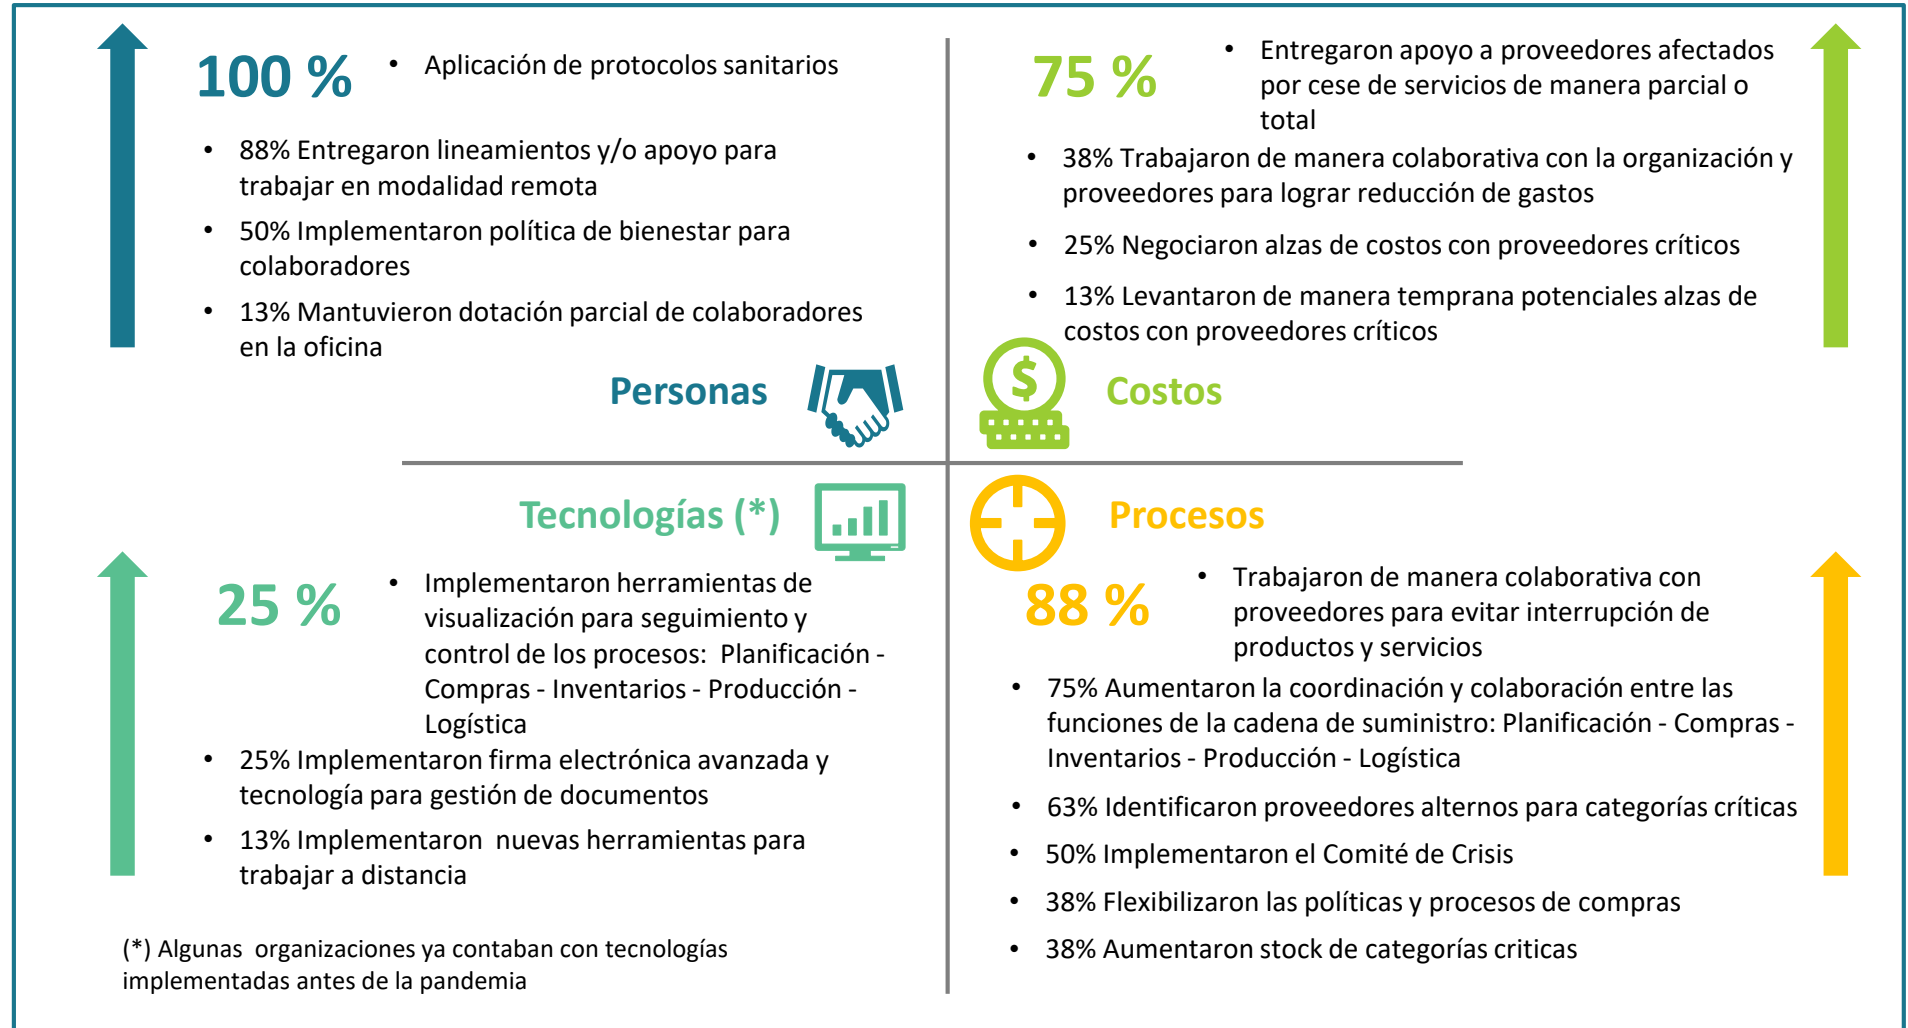 100 %
• Aplicación de protocolos sanitarios
• 88% Entregaron lineamientos y/o apoyo para
trabajar en modalidad remota
• 50% Implementaron política de bienestar para
colaboradores
• 13% Mantuvieron dotación parcial de colaboradores
en la oficina
Personas
75 %
• Entregaron apoyo a proveedores afectados
por cese de servicios de manera parcial o
total
• 38% Trabajaron de manera colaborativa con la organización y
proveedores para lograr reducción de gastos
• 25% Negociaron alzas de costos con proveedores críticos
• 13% Levantaron de manera temprana potenciales alzas de
costos con proveedores críticos
$
Costos
Tecnologías (*)
25 %
• Implementaron herramientas de
visualización para seguimiento y
control de los procesos:  Planificación -
Compras - Inventarios - Producción -
Logística
• 25% Implementaron firma electrónica avanzada y
tecnología para gestión de documentos
• 13% Implementaron  nuevas herramientas para
trabajar a distancia
(*) Algunas  organizaciones ya contaban con tecnologías
implementadas antes de la pandemia
Procesos
88 %
• Trabajaron de manera colaborativa con
proveedores para evitar interrupción de
productos y servicios
• 75% Aumentaron la coordinación y colaboración entre las
funciones de la cadena de suministro: Planificación - Compras -
Inventarios - Producción - Logística
• 63% Identificaron proveedores alternos para categorías críticas
• 50% Implementaron el Comité de Crisis
• 38% Flexibilizaron las políticas y procesos de compras
• 38% Aumentaron stock de categorías criticas